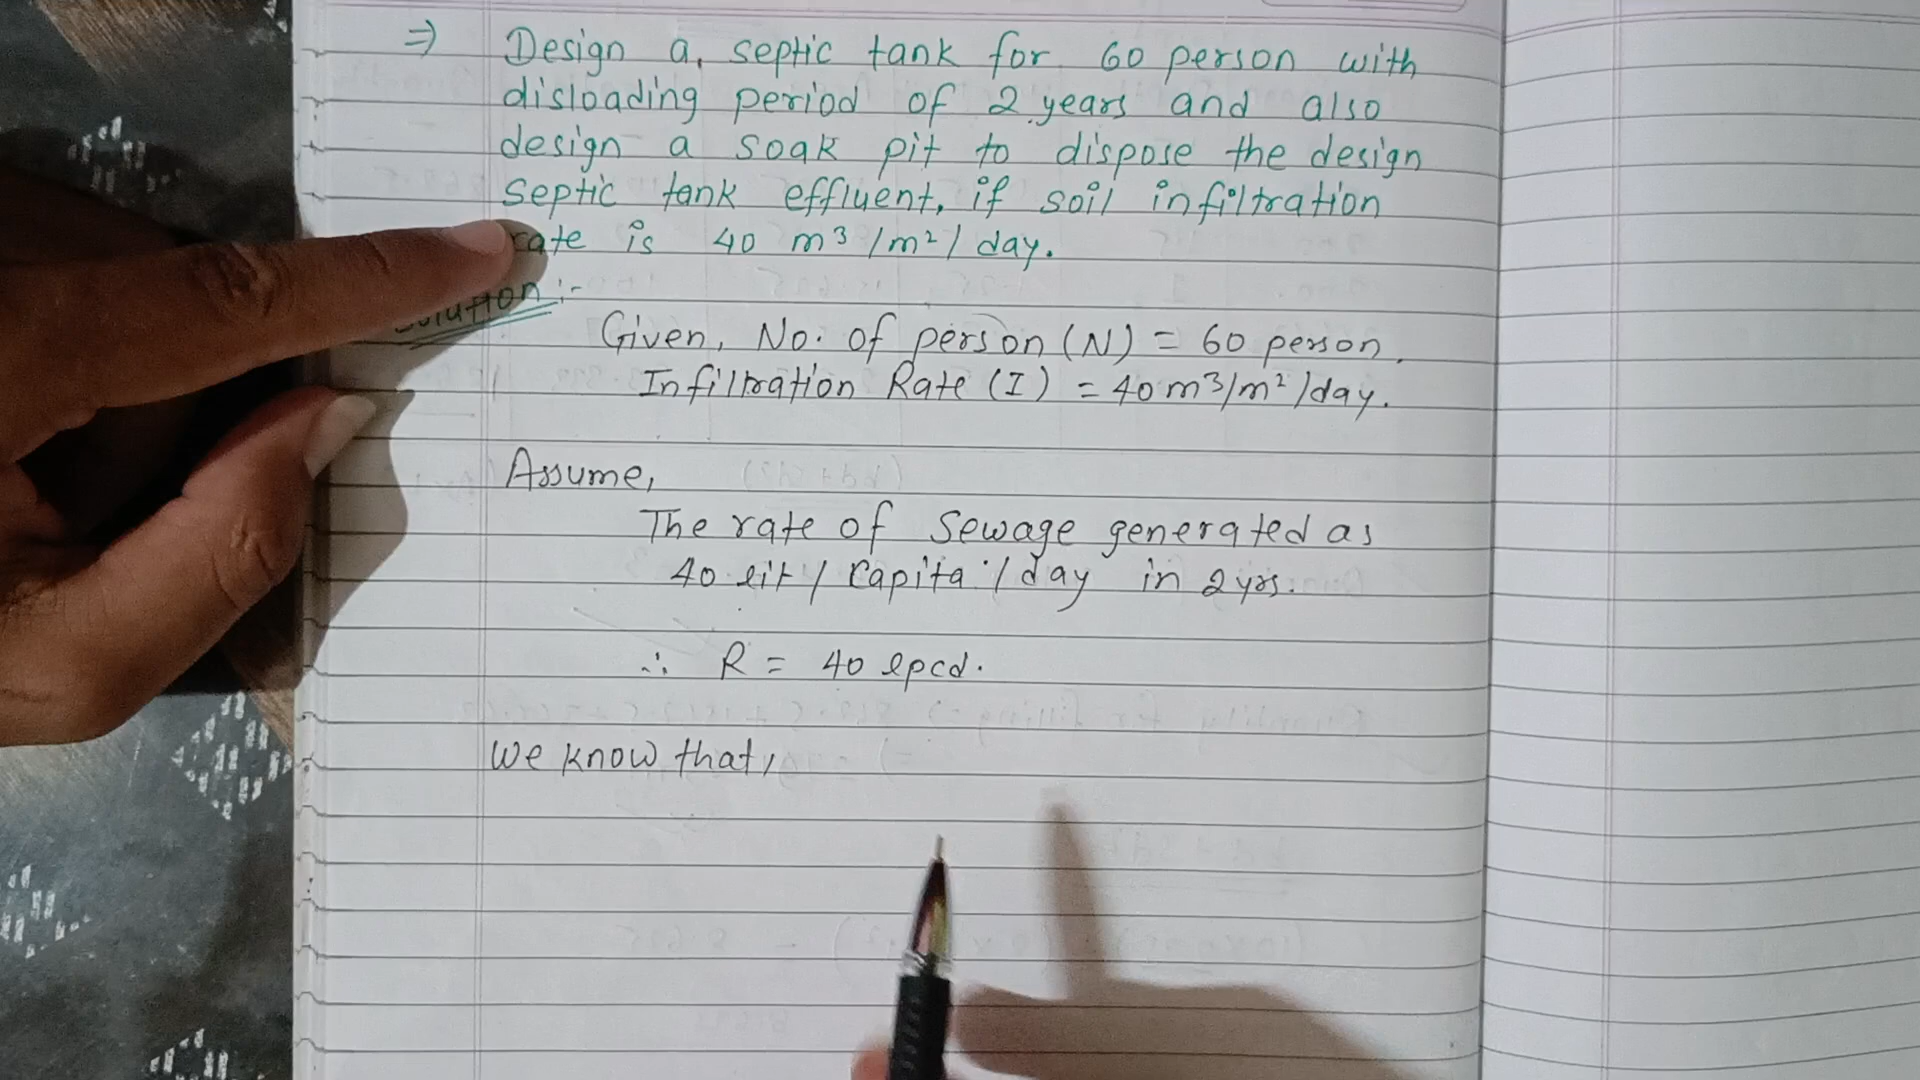 ⇒ Design a septic tank for 60 person with
disloading period of 2 years and also
design a soak pit to dispose the design
septic tank effluent, if soil infiltration
rate is 40 m³/m²/day.
Solution:-
Given, No. of person (N) = 60 person.
Infiltration Rate (I) = 40 m³/m²/day.
Assume,
The rate of sewage generated as
40 lit/capita/day in 2 yrs.
∴ R = 40 lpcd.
We know that,